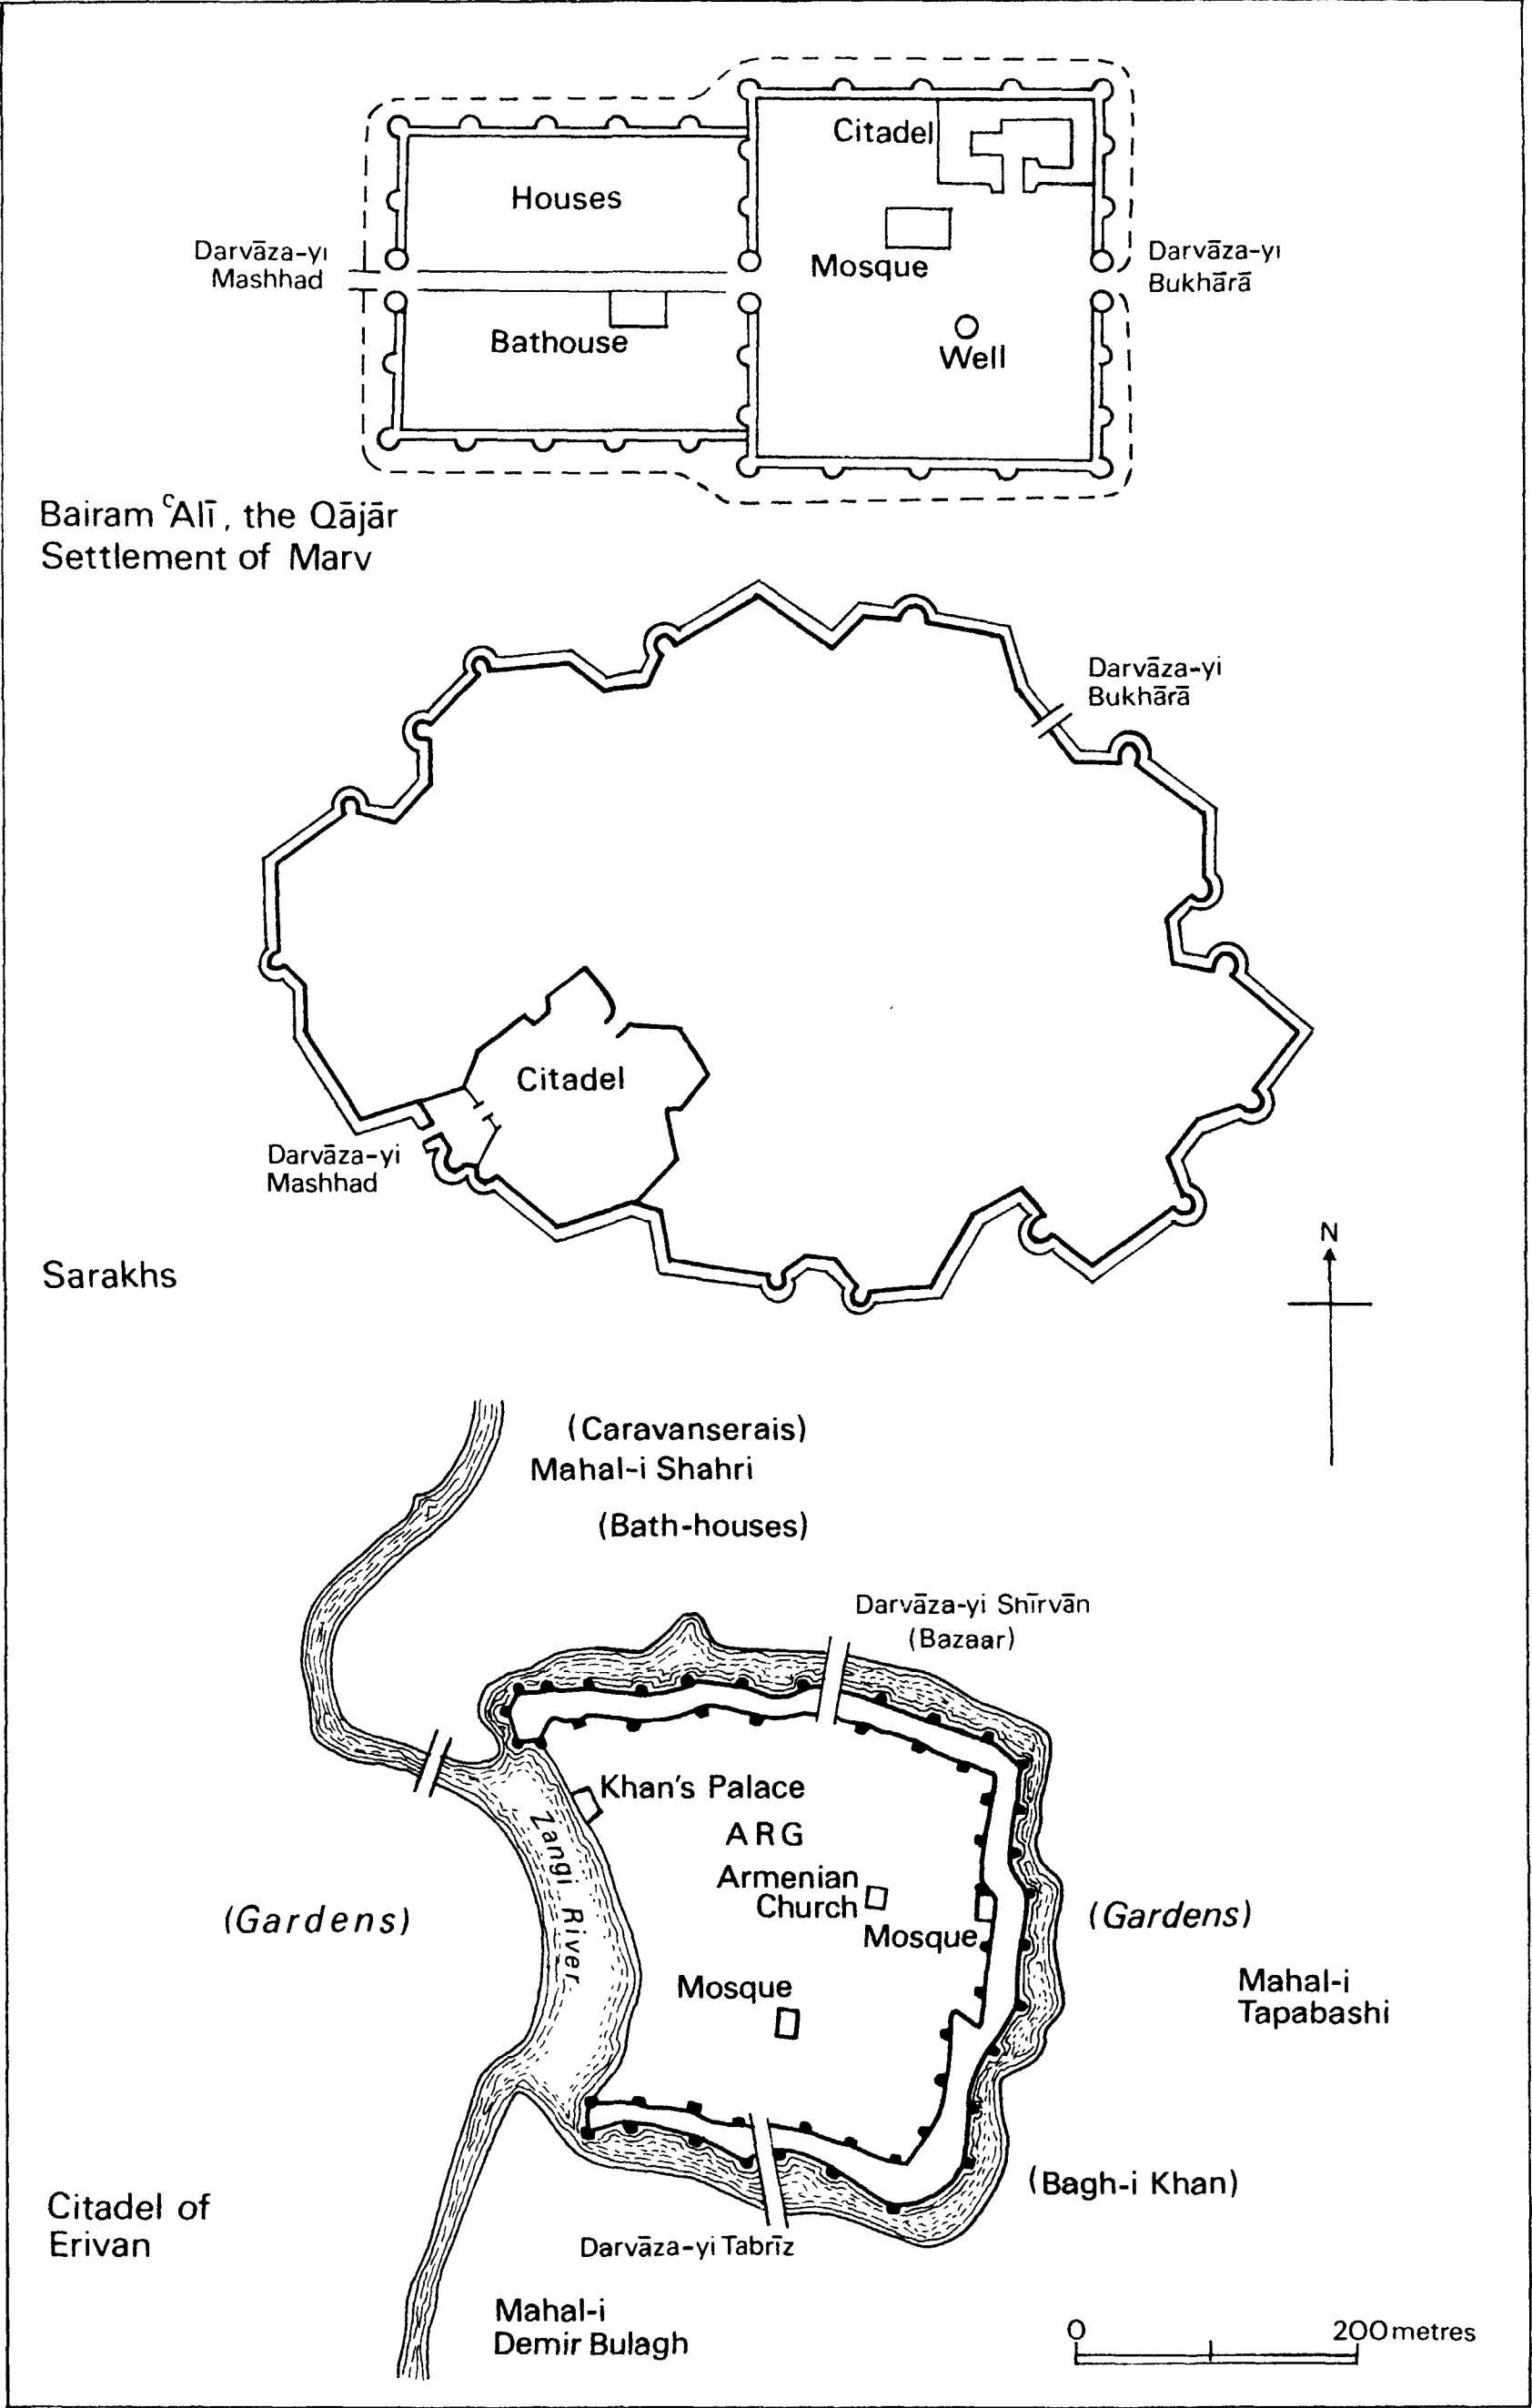 Citadel
Houses
Darvāza-yi
Mashhad
Mosque
Darvāza-yi
Bukhārā
Bathouse
Well
Bairam ʿAlī, the Qājār
Settlement of Marv
Darvāza-yi
Bukhārā
Citadel
Darvāza-yi
Mashhad
Sarakhs
N
(Caravanserais)
Mahal-i Shahri
(Bath-houses)
Darvāza-yi Shīrvān
(Bazaar)
Khan's Palace
ARG
Zangi River
Armenian
Church
Mosque
(Gardens)
(Gardens)
Mosque
Mahal-i
Tapabashi
(Bagh-i Khan)
Citadel of
Erivan
Darvāza-yi Tabrīz
Mahal-i
Demir Bulagh
0 200 metres